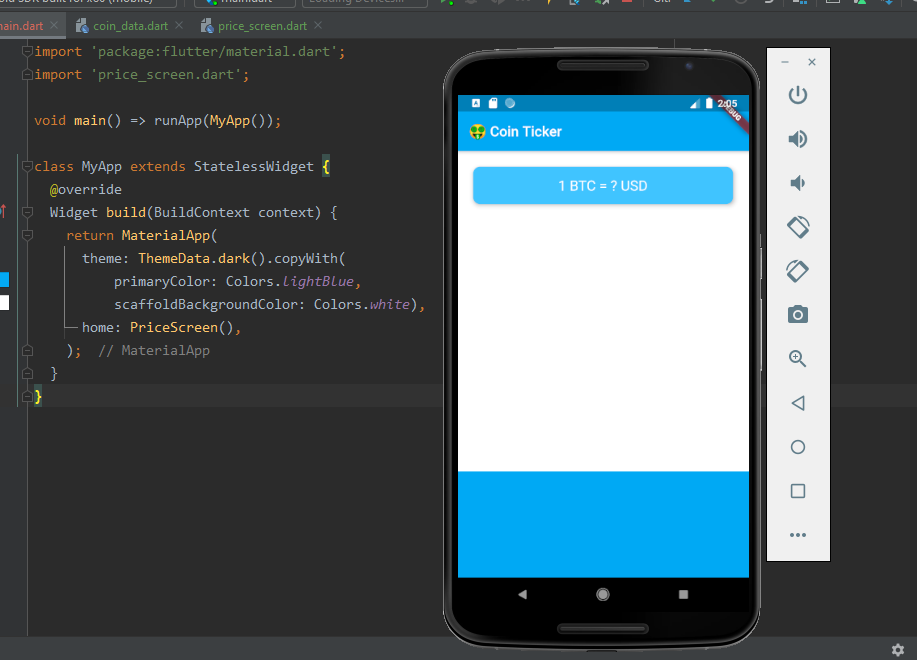 main.dart
coin_data.dart
price_screen.dart
import 'package:flutter/material.dart';
import 'price_screen.dart';
void main() => runApp(MyApp());
class MyApp extends StatelessWidget {
@override
Widget build(BuildContext context) {
return MaterialApp(
theme: ThemeData.dark().copyWith(
primaryColor: Colors.lightBlue,
scaffoldBackgroundColor: Colors.white),
home: PriceScreen(),
); // MaterialApp
}
}
2:05
DEBUG
Coin Ticker
1 BTC = ? USD